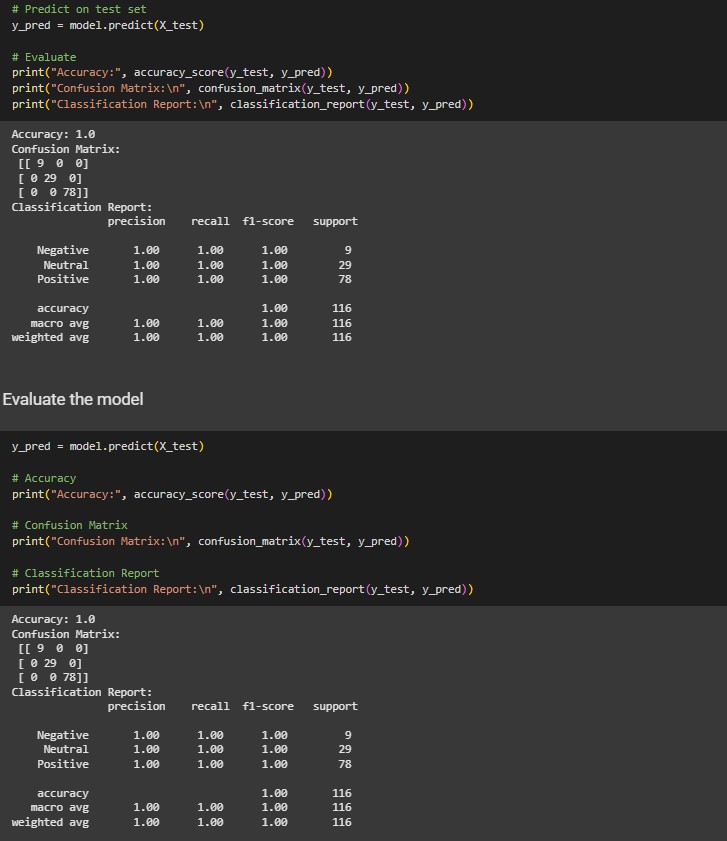 # Predict on test set
y_pred = model.predict(X_test)
# Evaluate
print("Accuracy:", accuracy_score(y_test, y_pred))
print("Confusion Matrix:\n", confusion_matrix(y_test, y_pred))
print("Classification Report:\n", classification_report(y_test, y_pred))
Accuracy: 1.0
Confusion Matrix:
[[ 9 0 0]
[ 0 29 0]
[ 0 0 78]]
Classification Report:
precision recall f1-score support
Negative 1.00 1.00 1.00 9
Neutral 1.00 1.00 1.00 29
Positive 1.00 1.00 1.00 78
accuracy 1.00 116
macro avg 1.00 1.00 1.00 116
weighted avg 1.00 1.00 1.00 116
Evaluate the model
y_pred = model.predict(X_test)
# Accuracy
print("Accuracy:", accuracy_score(y_test, y_pred))
# Confusion Matrix
print("Confusion Matrix:\n", confusion_matrix(y_test, y_pred))
# Classification Report
print("Classification Report:\n", classification_report(y_test, y_pred))
Accuracy: 1.0
Confusion Matrix:
[[ 9 0 0]
[ 0 29 0]
[ 0 0 78]]
Classification Report:
precision recall f1-score support
Negative 1.00 1.00 1.00 9
Neutral 1.00 1.00 1.00 29
Positive 1.00 1.00 1.00 78
accuracy 1.00 116
macro avg 1.00 1.00 1.00 116
weighted avg 1.00 1.00 1.00 116